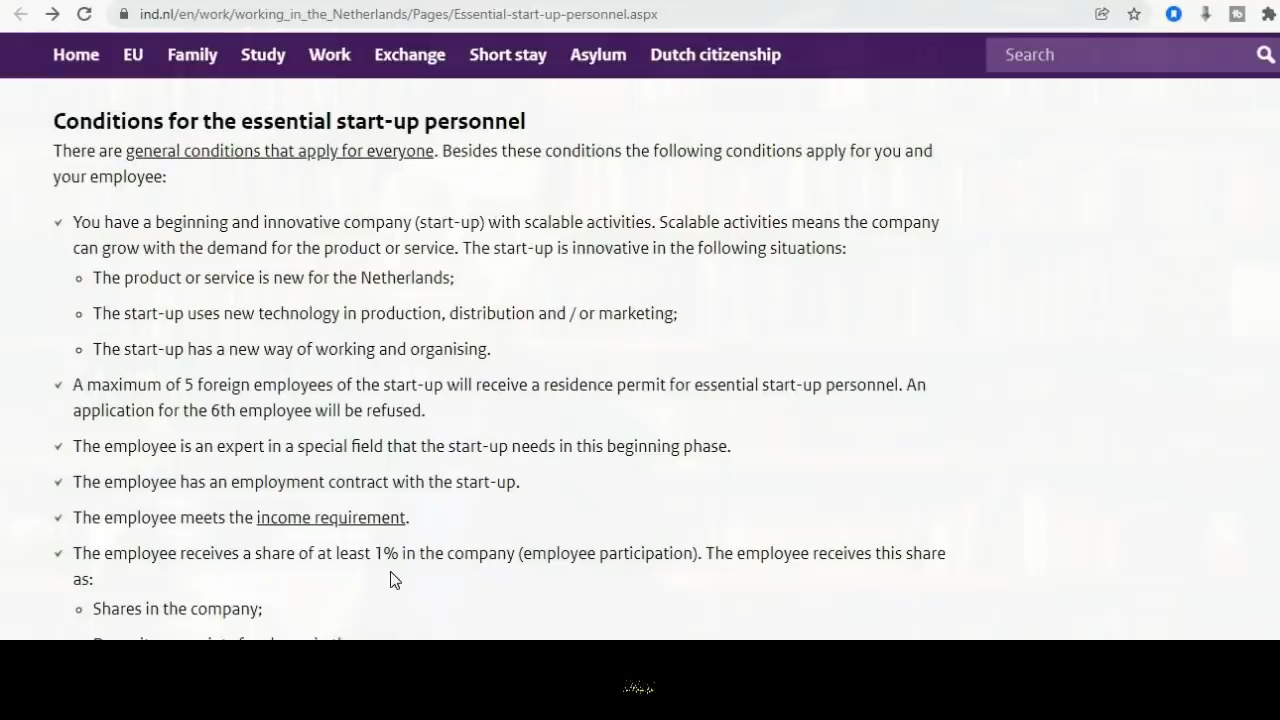 ind.nl/en/work/working_in_the_Netherlands/Pages/Essential-start-up-personnel.aspx
Home EU Family Study Work Exchange Short stay Asylum Dutch citizenship Search
Conditions for the essential start-up personnel
There are general conditions that apply for everyone. Besides these conditions the following conditions apply for you and
your employee:
You have a beginning and innovative company (start-up) with scalable activities. Scalable activities means the company
can grow with the demand for the product or service. The start-up is innovative in the following situations:
The product or service is new for the Netherlands;
The start-up uses new technology in production, distribution and / or marketing;
The start-up has a new way of working and organising.
A maximum of 5 foreign employees of the start-up will receive a residence permit for essential start-up personnel. An
application for the 6th employee will be refused.
The employee is an expert in a special field that the start-up needs in this beginning phase.
The employee has an employment contract with the start-up.
The employee meets the income requirement.
The employee receives a share of at least 1% in the company (employee participation). The employee receives this share
as:
Shares in the company;